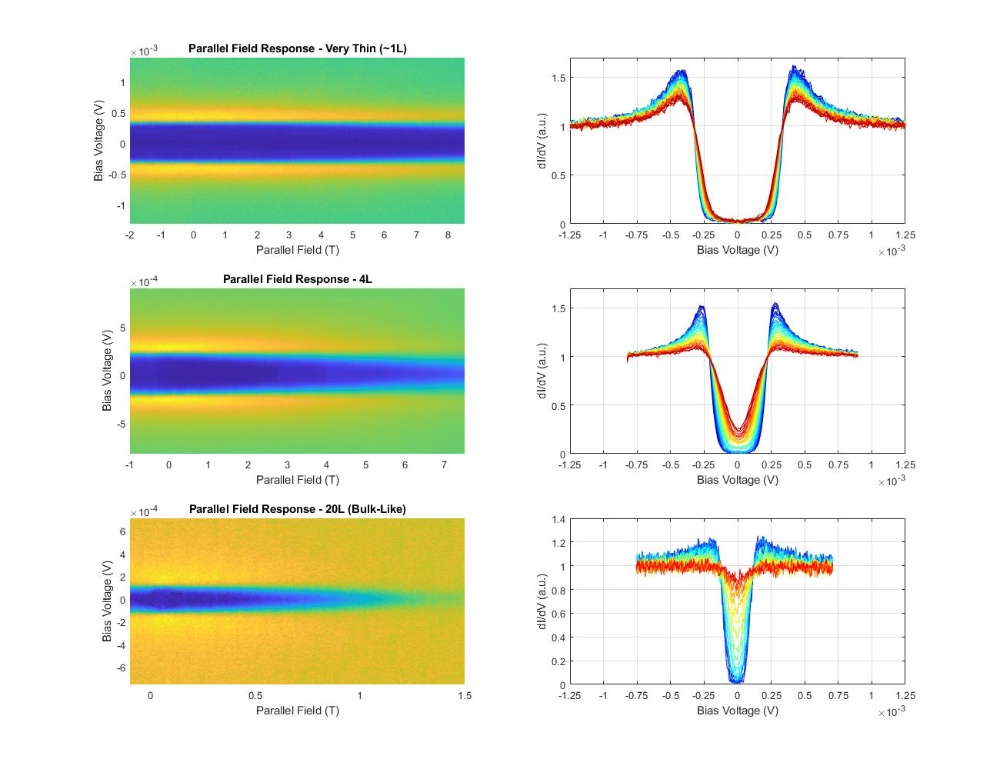 Parallel Field Response - Very Thin (~1L)
×10-3
Bias Voltage (V)
1
0.5
0
-0.5
-1
-2 -1 0 1 2 3 4 5 6 7 8
Parallel Field (T)
dI/dV (a.u.)
1.5
1
0.5
0
-1.25 -1 -0.75 -0.5 -0.25 0 0.25 0.5 0.75 1 1.25
Bias Voltage (V)
×10-3
Parallel Field Response - 4L
×10-4
Bias Voltage (V)
5
0
-5
-1 0 1 2 3 4 5 6 7
Parallel Field (T)
dI/dV (a.u.)
1.5
1
0.5
0
-1.25 -1 -0.75 -0.5 -0.25 0 0.25 0.5 0.75 1 1.25
Bias Voltage (V)
×10-3
Parallel Field Response - 20L (Bulk-Like)
×10-4
Bias Voltage (V)
6
4
2
0
-2
-4
-6
0 0.5 1 1.5
Parallel Field (T)
dI/dV (a.u.)
1.4
1.2
1
0.8
0.6
0.4
0.2
0
-1.25 -1 -0.75 -0.5 -0.25 0 0.25 0.5 0.75 1 1.25
Bias Voltage (V)
×10-3